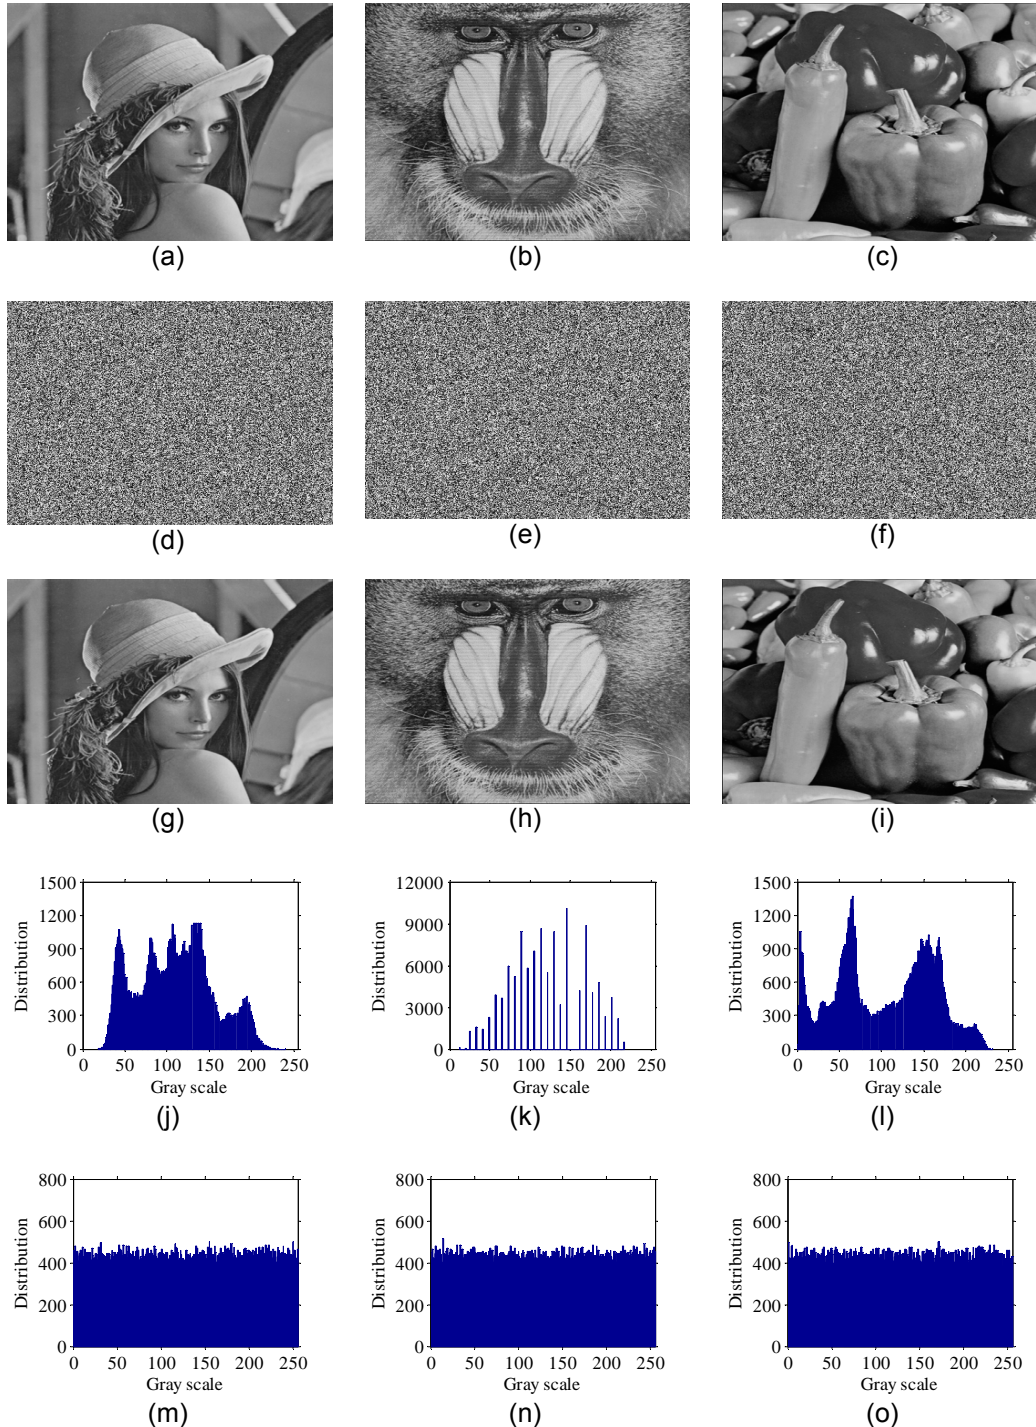 (a) (b) (c)
(d) (e) (f)
(g) (h) (i)
1500 12000 1500
1200 9000 1200
900 6000 900
600 3000 600
300 0 300
0 0
Distribution Distribution Distribution
0 50 100 150 200 250 0 50 100 150 200 250 0 50 100 150 200 250
Gray scale Gray scale Gray scale
(j) (k) (l)
800 800 800
600 600 600
400 400 400
200 200 200
0 0 0
Distribution Distribution Distribution
0 50 100 150 200 250 0 50 100 150 200 250 0 50 100 150 200 250
Gray scale Gray scale Gray scale
(m) (n) (o)